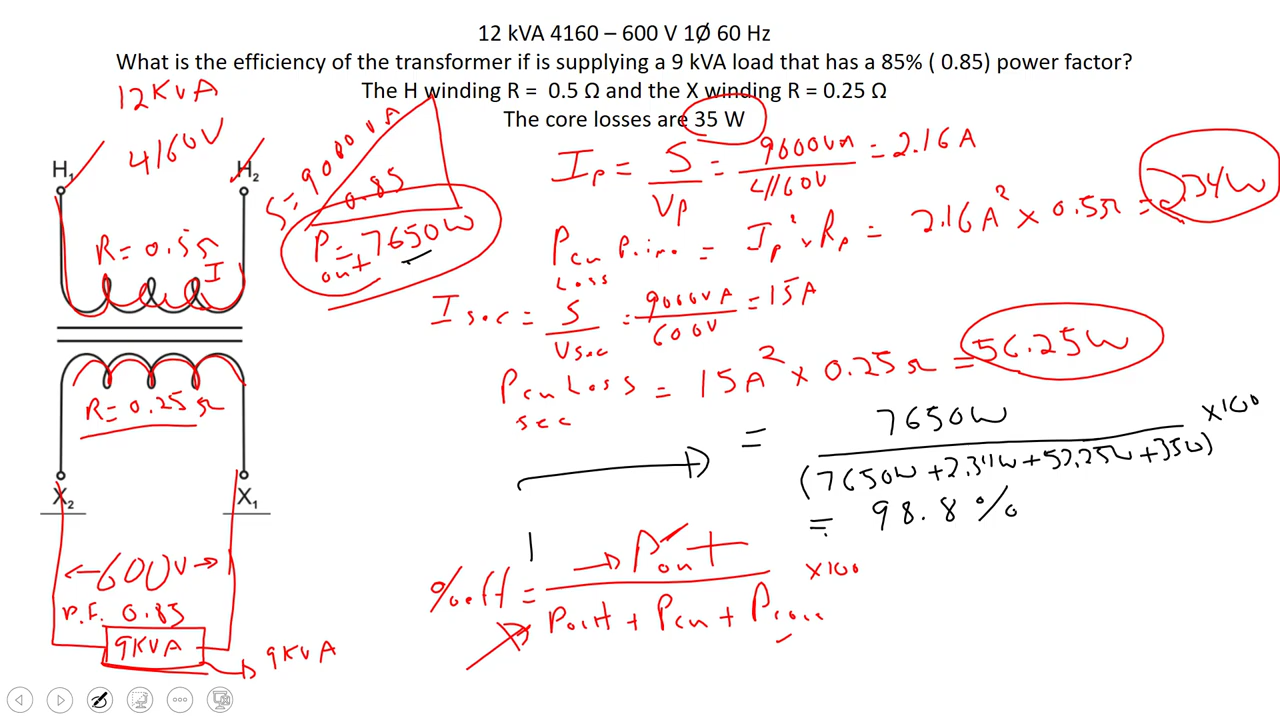 12 kVA 4160 – 600 V 1Ø 60 Hz
What is the efficiency of the transformer if is supplying a 9 kVA load that has a 85% ( 0.85) power factor?
The H winding R = 0.5 Ω and the X winding R = 0.25 Ω
The core losses are 35 W
12KVA
4160V
H1 H2
R = 0.5Ω
I
S = 9000VA
0.85
P = 7650W
out
Ip = S/Vp = 9000VA/4160V = 2.16A
Pcu Prim Loss = Ip² × Rp = 2.16A² × 0.5Ω = 2.34W
I sec = S/Vsec = 9000VA/600V = 15A
Pcu Loss sec = 15A² × 0.25Ω = 56.25W
R = 0.25Ω
X2 X1
= 7650W/(7650W + 2.34W + 52.25W + 35W) ×100
= 98.8%
%eff = Pout/(Pout + Pcu + Pcore) ×100
600V
P.F. 0.85
9KVA
9KVA